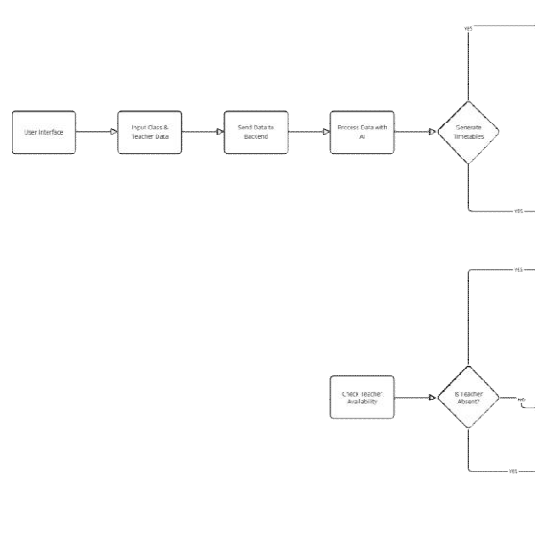 YES
User Interface
Input Class &
Teacher Data
Send Data to
Backend
Process Data with
AI
Generate
Timetables
YES
YES
Check Teacher
Availability
Is Teacher
Absent?
NO
YES